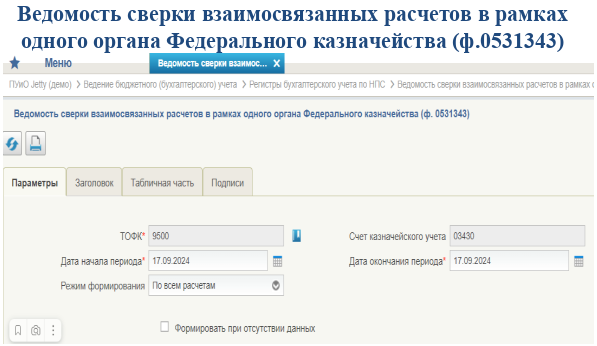 Ведомость сверки взаимосвязанных расчетов в рамках
одного органа Федерального казначейства (ф.0531343)
Меню
Ведомость сверки взаимос... X
ПУиО Jetty (демо) > Ведение бюджетного (бухгалтерского) учета > Регистры бухгалтерского учета по НПС > Ведомость сверки взаимосвязанных расчетов в рамках
Ведомость сверки взаимосвязанных расчетов в рамках одного органа Федерального казначейства (ф. 0531343)
Параметры Заголовок Табличная часть Подписи
ТОФК* 9500 Счет казначейского учета 03430
Дата начала периода* 17.09.2024 Дата окончания периода* 17.09.2024
Режим формирования По всем расчетам
Формировать при отсутствии данных